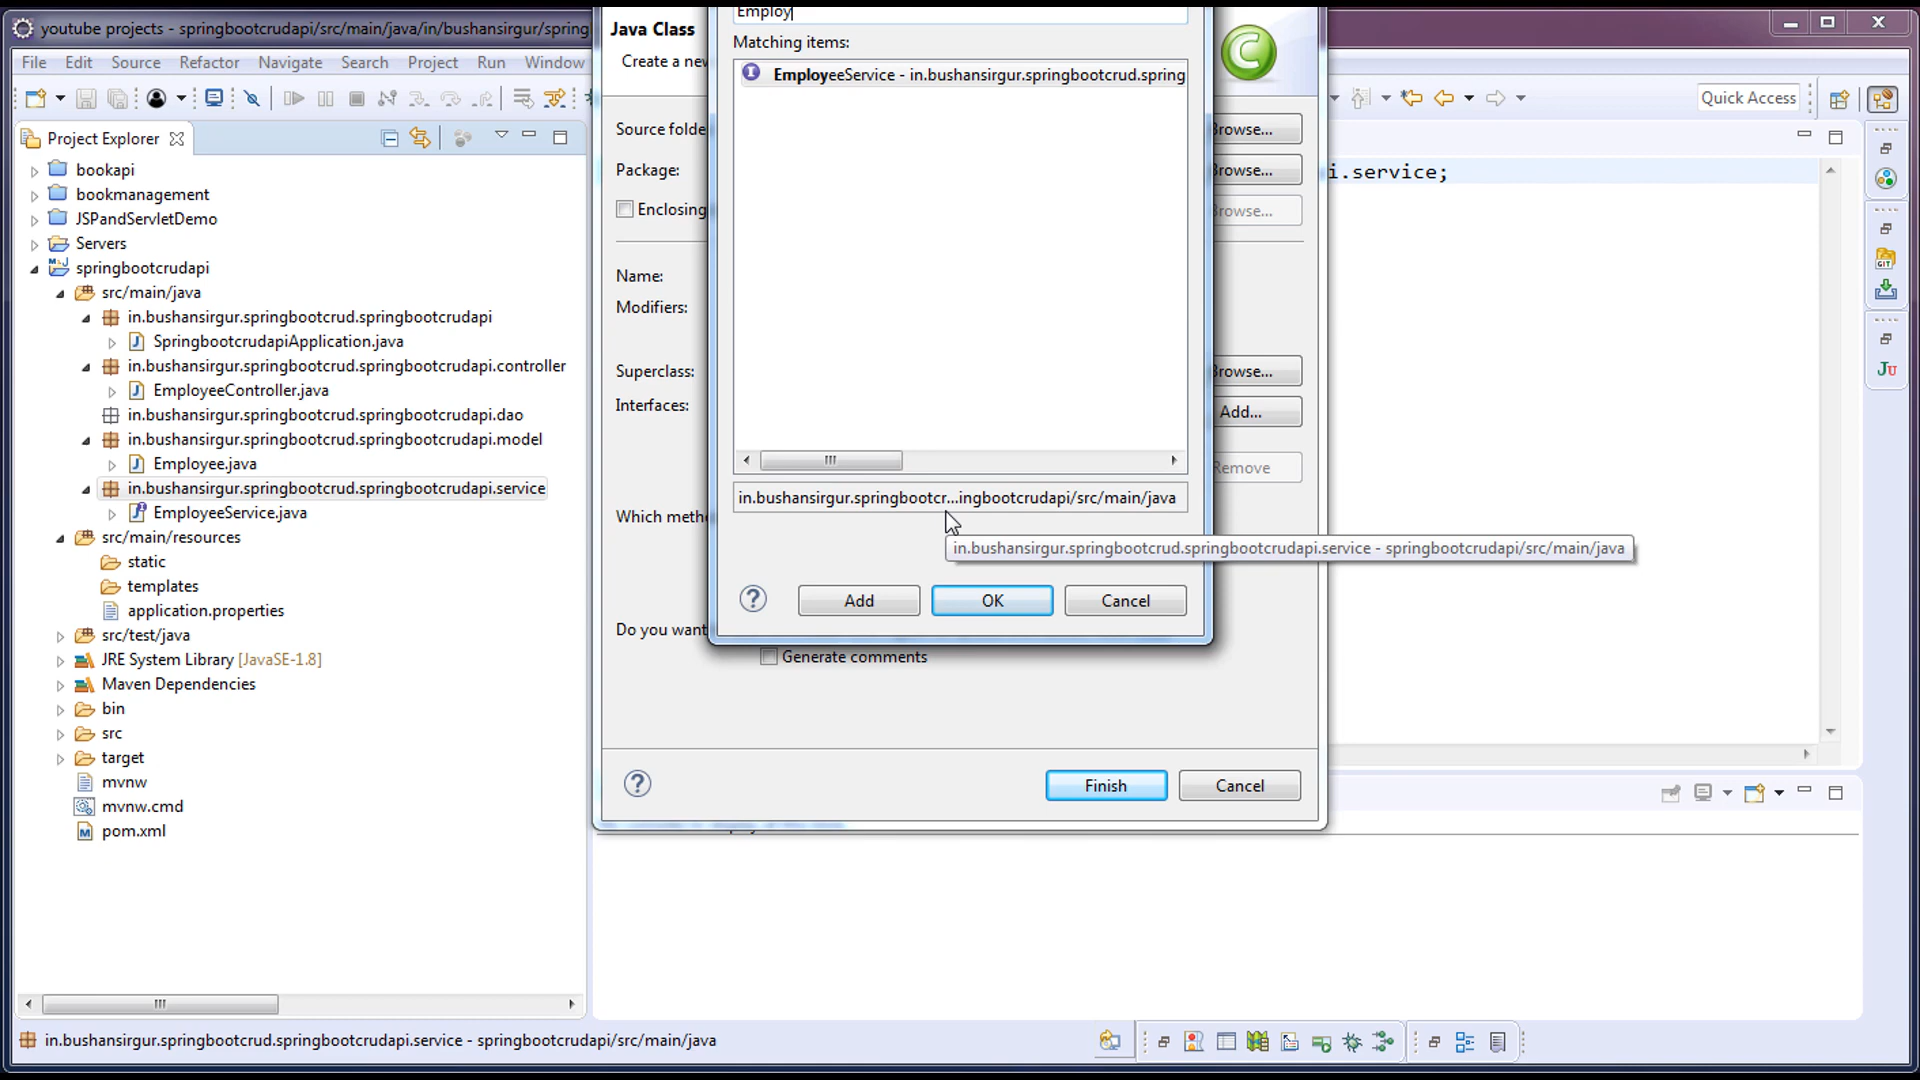 youtube projects - springbootcrudapi/src/main/java/in/bushansirgur/spring
File Edit Source Refactor Navigate Search Project Run Window
Quick Access
Project Explorer
bookapi
bookmanagement
JSPandServletDemo
Servers
springbootcrudapi
src/main/java
in.bushansirgur.springbootcrud.springbootcrudapi
SpringbootcrudapiApplication.java
in.bushansirgur.springbootcrud.springbootcrudapi.controller
EmployeeController.java
in.bushansirgur.springbootcrud.springbootcrudapi.dao
in.bushansirgur.springbootcrud.springbootcrudapi.model
Employee.java
in.bushansirgur.springbootcrud.springbootcrudapi.service
EmployeeService.java
src/main/resources
static
templates
application.properties
src/test/java
JRE System Library [JavaSE-1.8]
Maven Dependencies
bin
src
target
mvnw
mvnw.cmd
pom.xml
Java Class
Create a new
Source folde
Browse...
Package:
Browse...
Enclosing
Browse...
Name:
Modifiers:
Superclass:
Browse...
Interfaces:
Add...
Remove
Which metho
Do you want
Generate comments
Finish
Cancel
Employ
Matching items:
EmployeeService - in.bushansirgur.springbootcrud.spring
in.bushansirgur.springbootcr...ingbootcrudapi/src/main/java
in.bushansirgur.springbootcrud.springbootcrudapi.service - springbootcrudapi/src/main/java
Add
OK
Cancel
i.service;
in.bushansirgur.springbootcrud.springbootcrudapi.service - springbootcrudapi/src/main/java